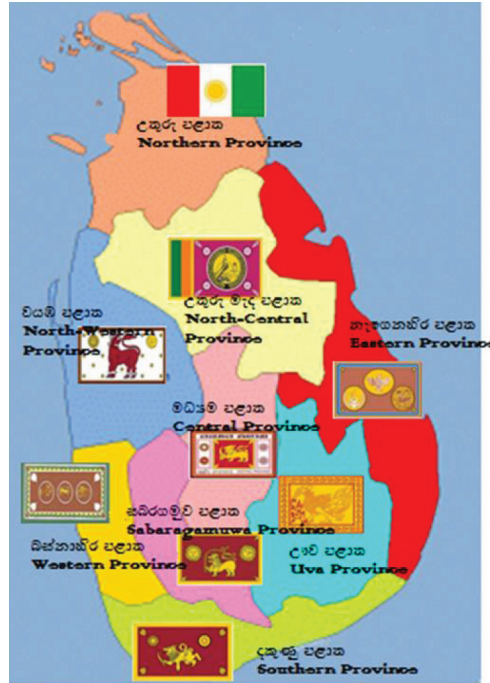 උතුරු පළාත
Northern Province
උතුරු මැද පළාත
North-Central
Province
වයඹ පළාත
North-Western
Province
නැගෙනහිර පළාත
Eastern Province
මධ්‍යම පළාත
Central Province
සබරගමුව පළාත
Sabaragamuwa Province
බස්නාහිර පළාත
Western Province
ඌව පළාත
Uva Province
දකුණු පළාත
Southern Province